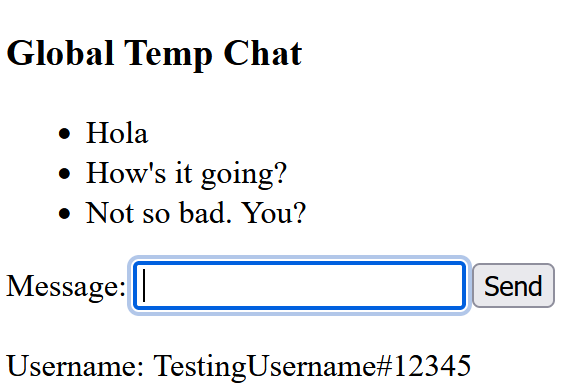 Global Temp Chat
• Hola
• How's it going?
• Not so bad. You?
Message: Send
Username: TestingUsername#12345